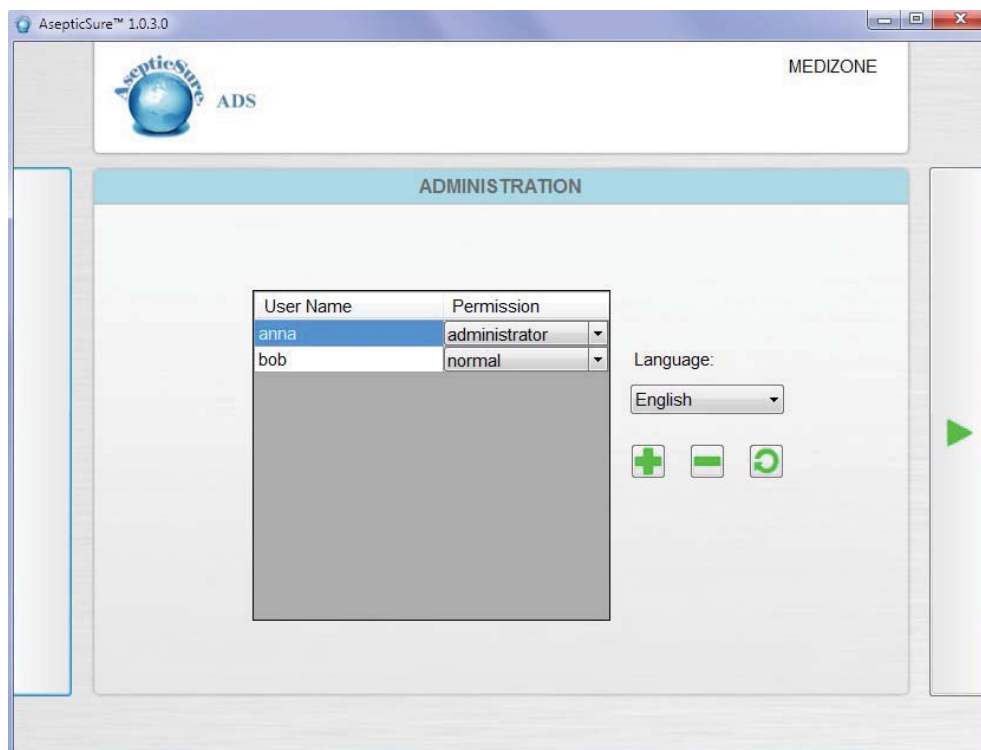 AsepticSure™ 1.0.3.0
AsepticSure
ADS
MEDIZONE
ADMINISTRATION
User Name Permission
anna administrator
bob normal
Language:
English